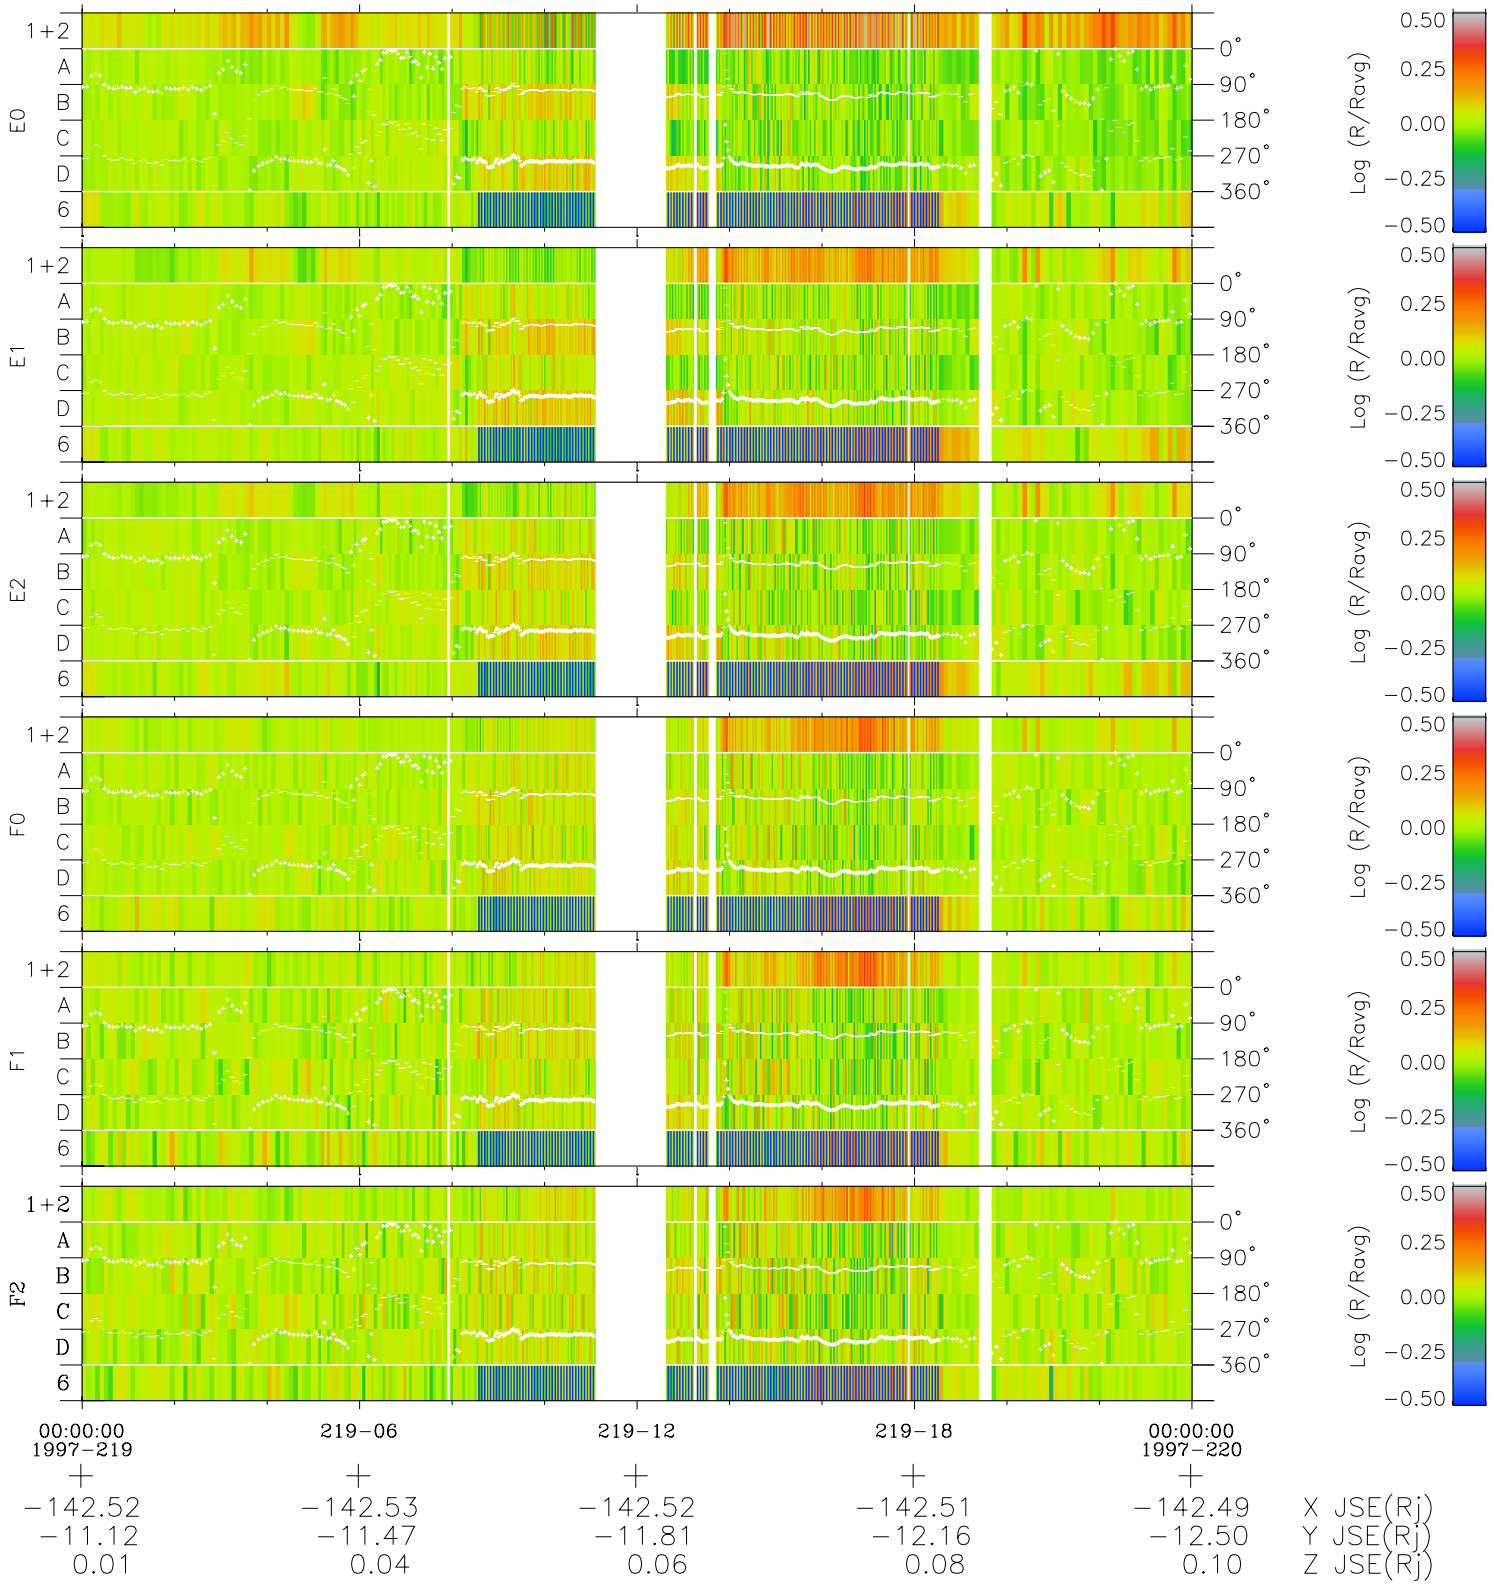 E0
1+2
A
B
C
D
6
0°
90°
180°
270°
360°
Log (R/Ravg)
0.50
0.25
0.00
−0.25
−0.50
E1
1+2
A
B
C
D
6
0°
90°
180°
270°
360°
Log (R/Ravg)
0.50
0.25
0.00
−0.25
−0.50
E2
1+2
A
B
C
D
6
0°
90°
180°
270°
360°
Log (R/Ravg)
0.50
0.25
0.00
−0.25
−0.50
F0
1+2
A
B
C
D
6
0°
90°
180°
270°
360°
Log (R/Ravg)
0.50
0.25
0.00
−0.25
−0.50
F1
1+2
A
B
C
D
6
0°
90°
180°
270°
360°
Log (R/Ravg)
0.50
0.25
0.00
−0.25
−0.50
F2
1+2
A
B
C
D
6
0°
90°
180°
270°
360°
Log (R/Ravg)
0.50
0.25
0.00
−0.25
−0.50
00:00:00 219−06 219−12 219−18 00:00:00
1997−219 1997−220
−142.52 −142.53 −142.52 −142.51 −142.49 X JSE(Rj)
−11.12 −11.47 −11.81 −12.16 −12.50 Y JSE(Rj)
0.01 0.04 0.06 0.08 0.10 Z JSE(Rj)